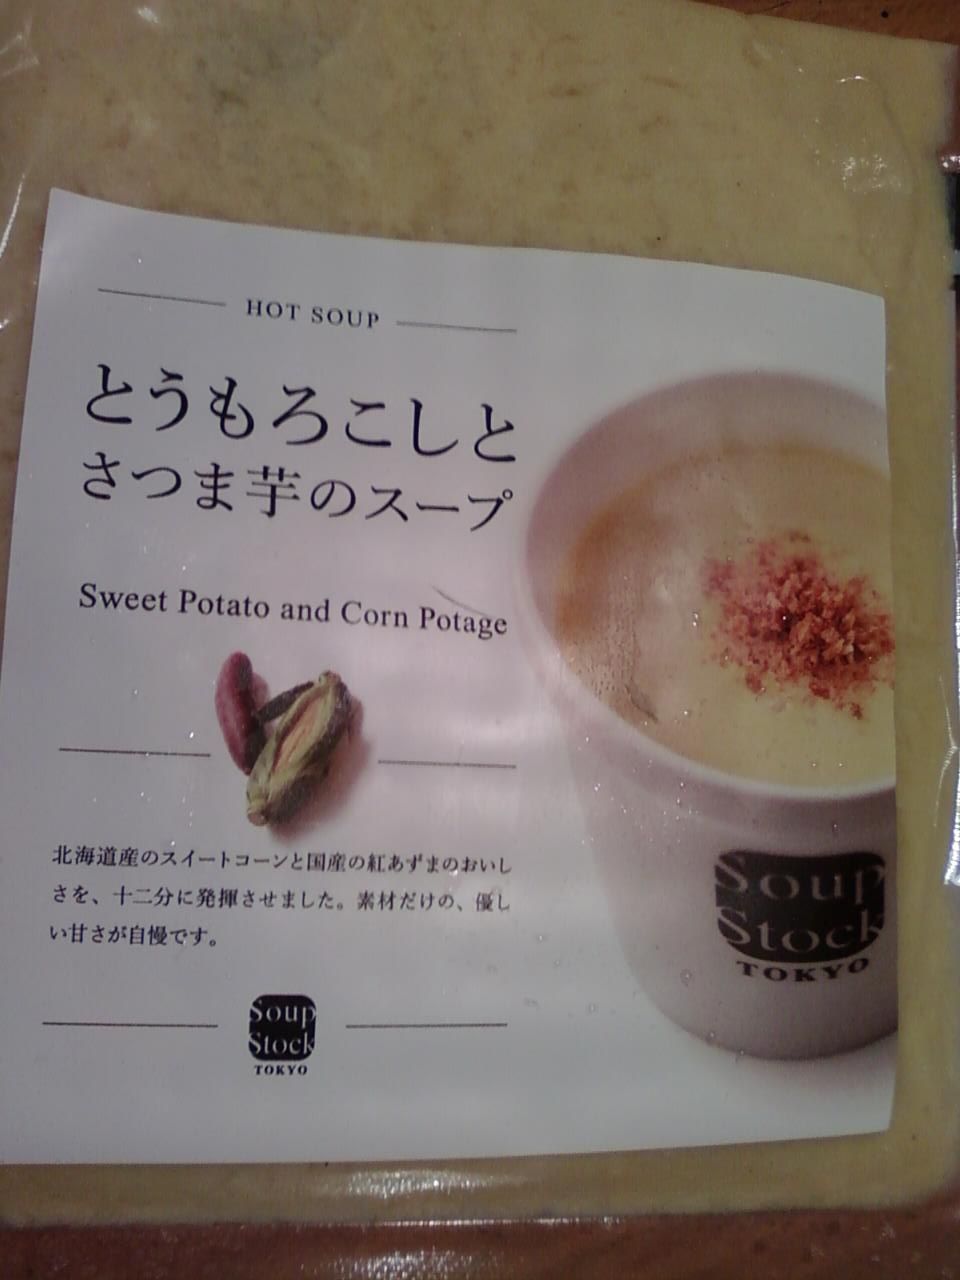 HOT SOUP
とうもろこしと
さつま芋のスープ
Sweet Potato and Corn Potage
北海道産のスイートコーンと国産の紅あずまのおいし
さを、十二分に発揮させました。素材だけの、優し
い甘さが自慢です。
Soup
Stock
TOKYO
Soup
Stock
TOKYO